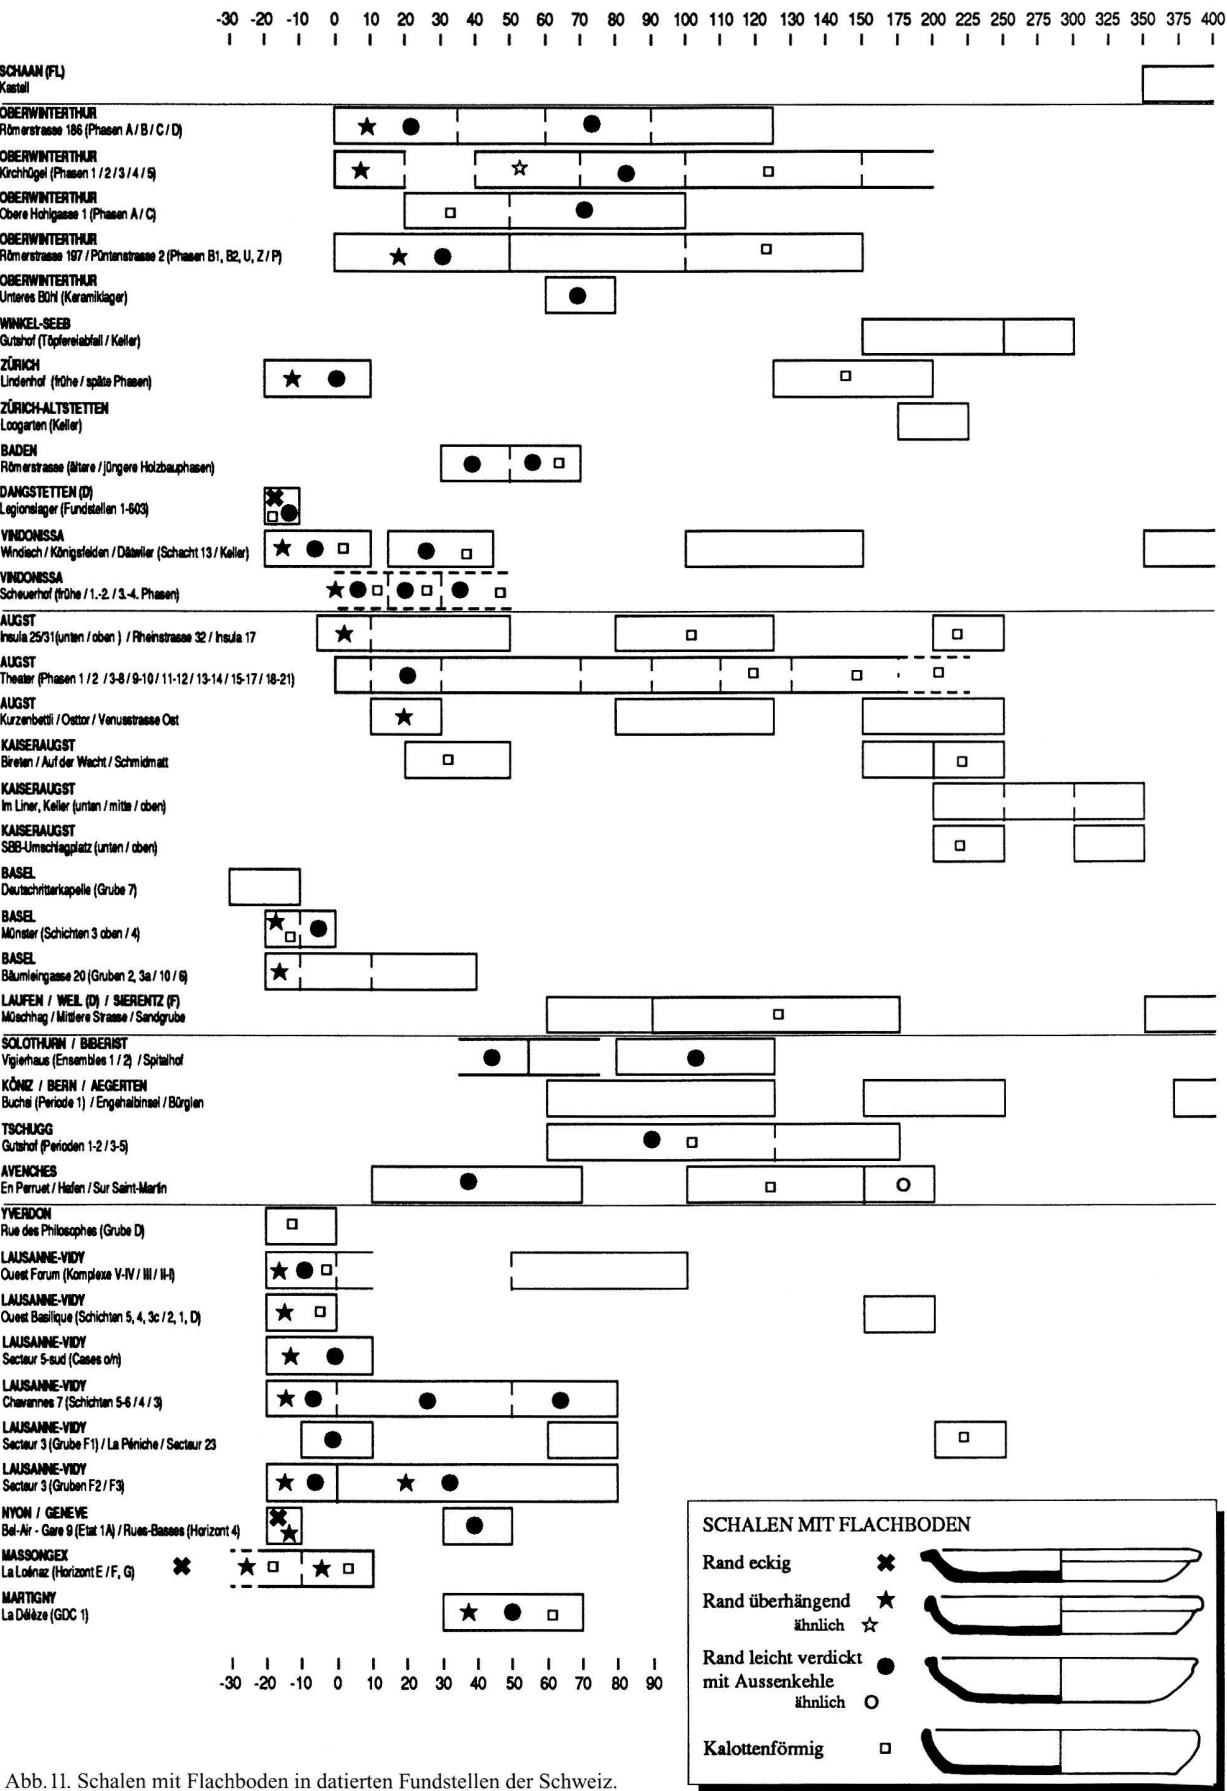 -30 -20 -10 0 10 20 30 40 50 60 70 80 90 100 110 130 140 150 175 200 225 250 275 300 325 350 375 400
SCHAAN (FL)
Kastell
OBERWINTERTHUR
Römerstrasse 186 (Phasen A / B / C / D)
OBERWINTERTHUR
Kirchhügel (Phasen 1 / 2 / 3 / 4 / 5)
OBERWINTERTHUR
Obere Hohlgasse 1 (Phasen A / C)
OBERWINTERTHUR
Römerstrasse 197 / Püntenstrasse 2 (Phasen B1, B2, U, Z / P)
OBERWINTERTHUR
Unteres Bühl (Keramiklager)
WINKEL-SEEB
Gutshof (Töpfereiabfall / Keller)
ZÜRICH
Lindenhof (frühe / späte Phasen)
ZÜRICH-ALTSTETTEN
Loogarten (Keller)
BADEN
Römerstrasse (ältere / jüngere Holzbauphasen)
DANGSTETTEN (D)
Legionslager (Fundstellen 1-603)
VINDONISSA
Windisch / Königsfelden / Dätwiler (Schacht 13 / Keller)
VINDONISSA
Scheuerhof (frühe / 1.-2. / 3.-4. Phasen)
AUGST
Insula 25/31 (unten / oben ) / Rheinstrasse 32 / Insula 17
AUGST
Theater (Phasen 1 / 2 / 3-8 / 9-10 / 11-12 / 13-14 / 15-17 / 18-21)
AUGST
Kurzenbettli / Osttor / Venusstrasse Ost
KAISERAUGST
Bireten / Auf der Wacht / Schmidmatt
KAISERAUGST
Im Liner, Keller (unten / mitte / oben)
KAISERAUGST
SBB-Umschlagplatz (unten / oben)
BASEL
Deutschritterkapelle (Grube 7)
BASEL
Münster (Schichten 3 oben / 4)
BASEL
Bäumleingasse 20 (Gruben 2, 3a / 10 / 6)
LAUFEN / WEIL (D) / SIERENTZ (F)
Müschhag / Mittlere Strasse / Sandgrube
SOLOTHURN / BIBERIST
Vigierhaus (Ensembles 1 / 2) / Spitalhof
KÖNIZ / BERN / AEGERTEN
Buchsi (Periode 1) / Engehalbinsel / Bürglen
TSCHUGG
Gutshof (Perioden 1-2 / 3-5)
AVENCHES
En Perruet / Hafen / Sur Saint-Martin
YVERDON
Rue des Philosophes (Grube D)
LAUSANNE-VIDY
Ouest Forum (Komplexe V-IV / III / II-I)
LAUSANNE-VIDY
Ouest Basilique (Schichten 5, 4, 3c / 2, 1, D)
LAUSANNE-VIDY
Secteur 5-sud (Cases o/n)
LAUSANNE-VIDY
Chavannes 7 (Schichten 5-6 / 4 / 3)
LAUSANNE-VIDY
Secteur 3 (Grube F1) / La Péniche / Secteur 23
LAUSANNE-VIDY
Secteur 3 (Gruben F2 / F3)
NYON / GENEVE
Bel-Air - Gare 9 (Etat 1A) / Rues-Basses (Horizont 4)
MASSONGEX
La Loénaz (Horizont E / F, G)
MARTIGNY
La Délèze (GDC 1)
-30 -20 -10 0 10 20 30 40 50 60 70 80 90
SCHALEN MIT FLACHBODEN
Rand eckig
Rand überhängend
ähnlich
Rand leicht verdickt
mit Aussenkehle
ähnlich
Kalottenförmig
Abb. 11. Schalen mit Flachboden in datierten Fundstellen der Schweiz.